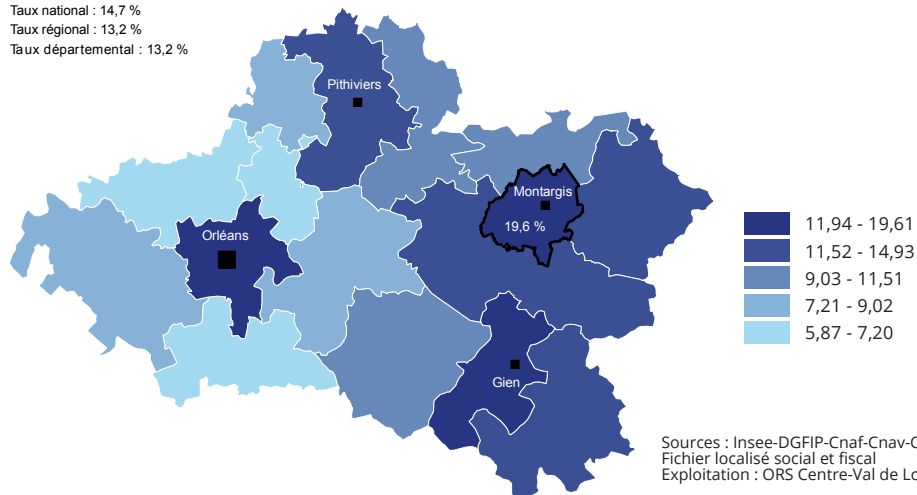 Taux national : 14,7 %
Taux régional : 13,2 %
Taux départemental : 13,2 %
Pithiviers
Montargis
19,6 %
Orléans
Gien
11,94 - 19,61
11,52 - 14,93
9,03 - 11,51
7,21 - 9,02
5,87 - 7,20
Sources : Insee-DGFIP-Cnaf-Cnav-C
Fichier localisé social et fiscal
Exploitation : ORS Centre-Val de Lo